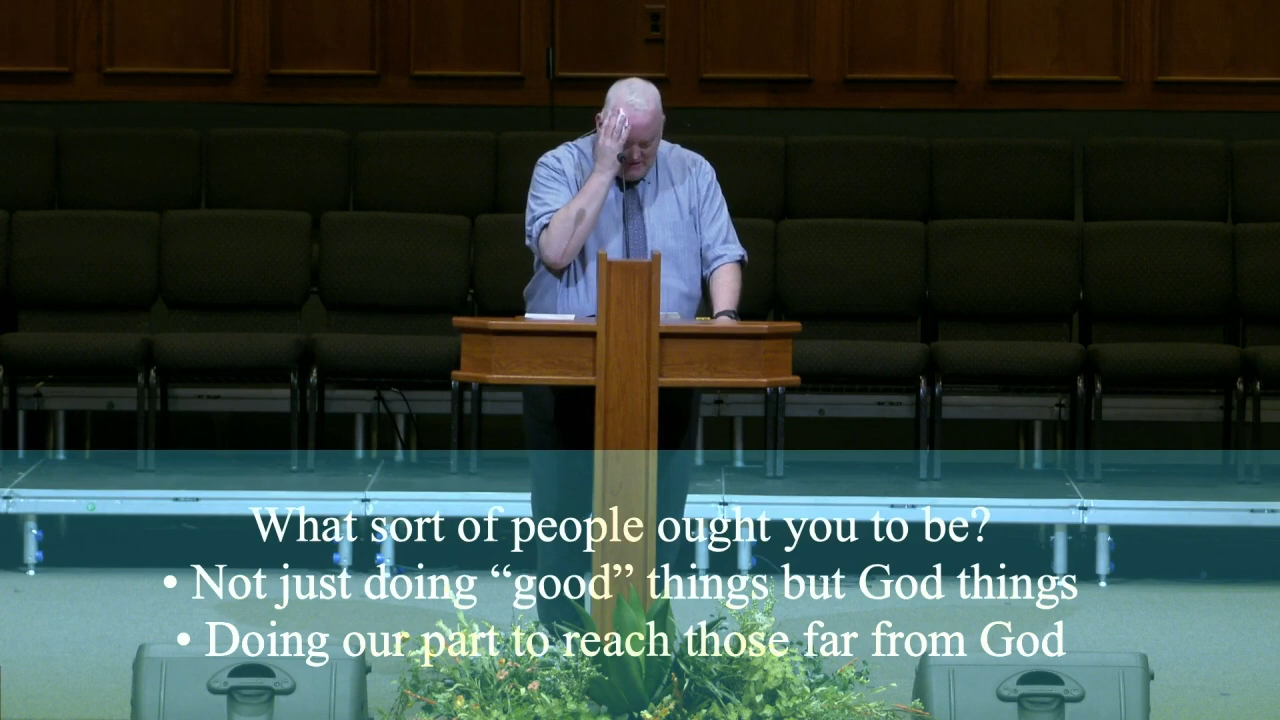 What sort of people ought you to be?
• Not just doing “good” things but God things
• Doing our part to reach those far from God